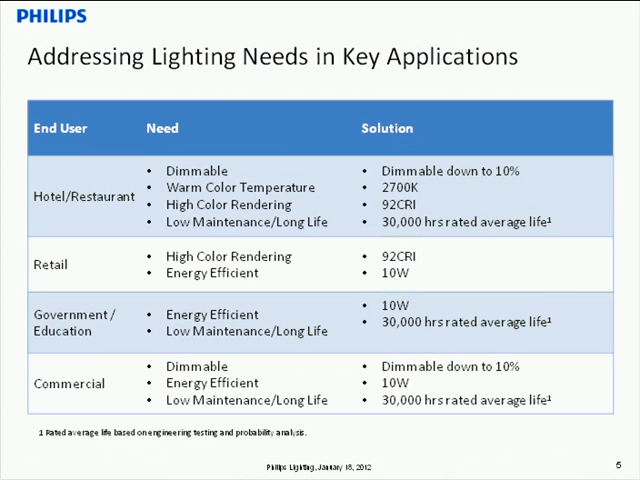 PHILIPS
Addressing Lighting Needs in Key Applications
End User Need Solution
Hotel/Restaurant
• Dimmable
• Warm Color Temperature
• High Color Rendering
• Low Maintenance/Long Life
• Dimmable down to 10%
• 2700K
• 92CRI
• 30,000 hrs rated average life¹
Retail
• High Color Rendering
• Energy Efficient
• 92CRI
• 10W
Government /
Education
• Energy Efficient
• Low Maintenance/Long Life
• 10W
• 30,000 hrs rated average life¹
Commercial
• Dimmable
• Energy Efficient
• Low Maintenance/Long Life
• Dimmable down to 10%
• 10W
• 30,000 hrs rated average life¹
1 Rated average life based on engineering testing and probability analysis.
Philips Lighting, January 18, 2012
5